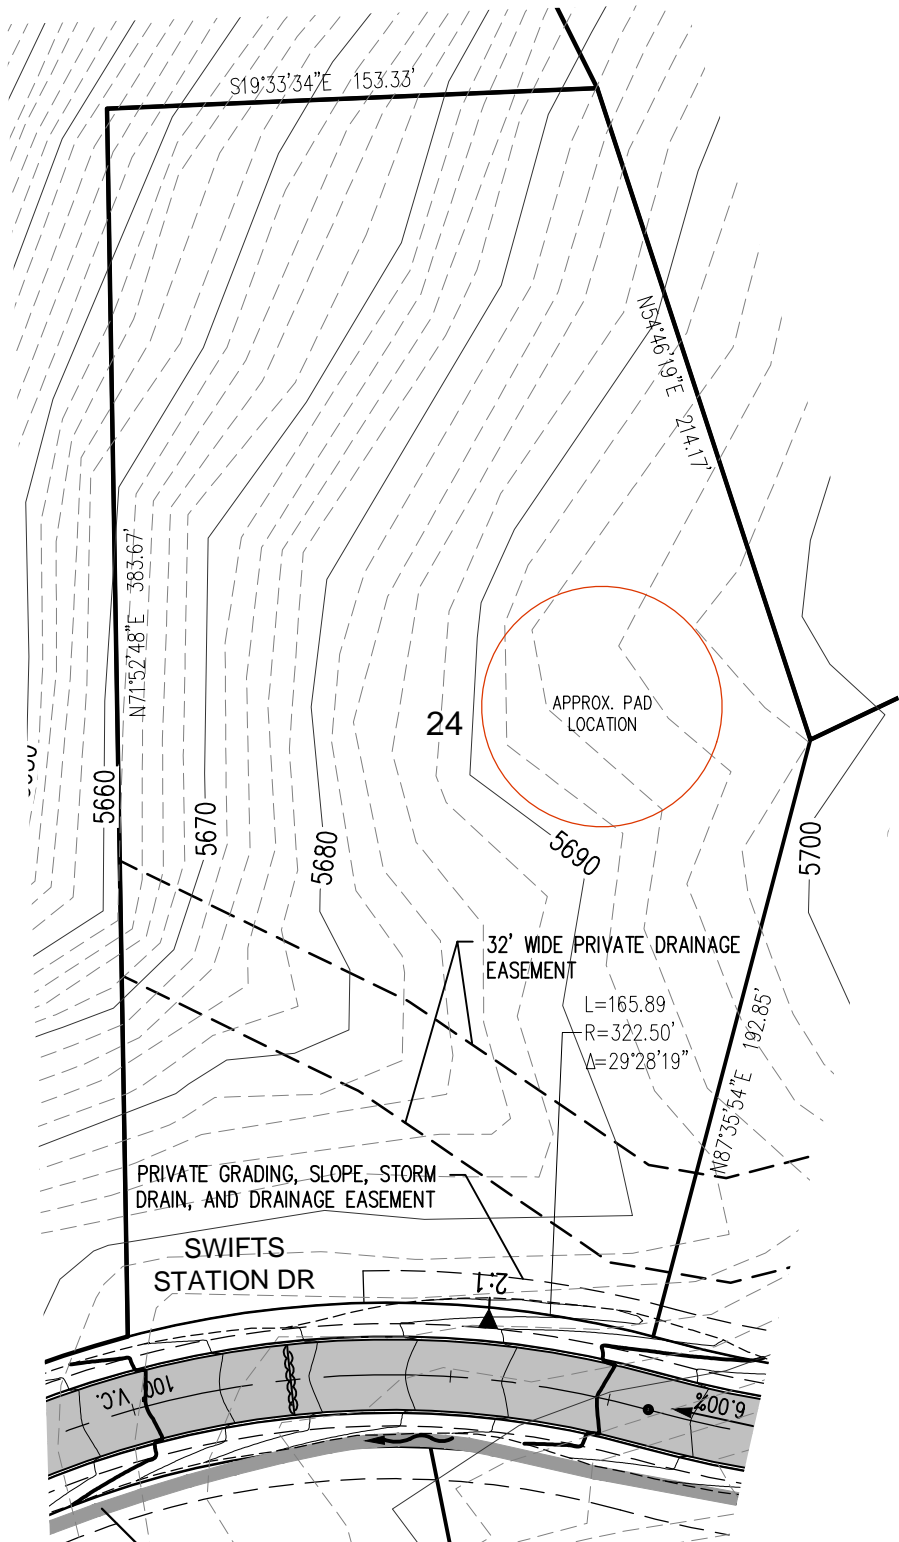 S19°33'34"E 153.33'
N54°46'19"E 214.17'
N71°52'48"E 383.67'
APPROX. PAD
LOCATION
24
5660
5670
5680
5690
5700
32' WIDE PRIVATE DRAINAGE
EASEMENT
L=165.89
R=322.50'
Δ=29°28'19"
N87°35'54"E 192.85'
PRIVATE GRADING, SLOPE, STORM
DRAIN, AND DRAINAGE EASEMENT
SWIFTS
STATION DR
2:1
100' V.C.
6.00%